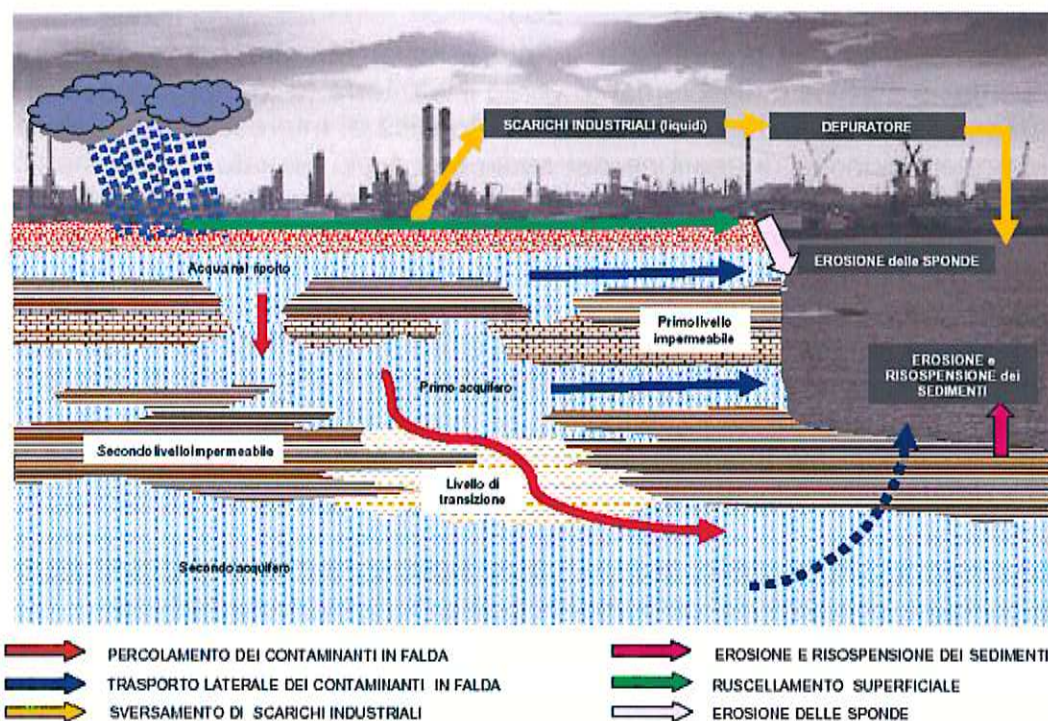 SCARICHI INDUSTRIALI (liquidi)
DEPURATORE
Acqua nel riporto
EROSIONE delle SPONDE
Primo livello
impermeabile
EROSIONE e
RISOSPENSIONE dei
SEDIMENTI
Primo acquifero
Secondo livello impermeabile
Livello di
transizione
Secondo acquifero
PERCOLAMENTO DEI CONTAMINANTI IN FALDA
TRASPORTO LATERALE DEI CONTAMINANTI IN FALDA
SVERSAMENTO DI SCARICHI INDUSTRIALI
EROSIONE E RISOSPENSIONE DEI SEDIMENTI
RUSCELLAMENTO SUPERFICIALE
EROSIONE DELLE SPONDE